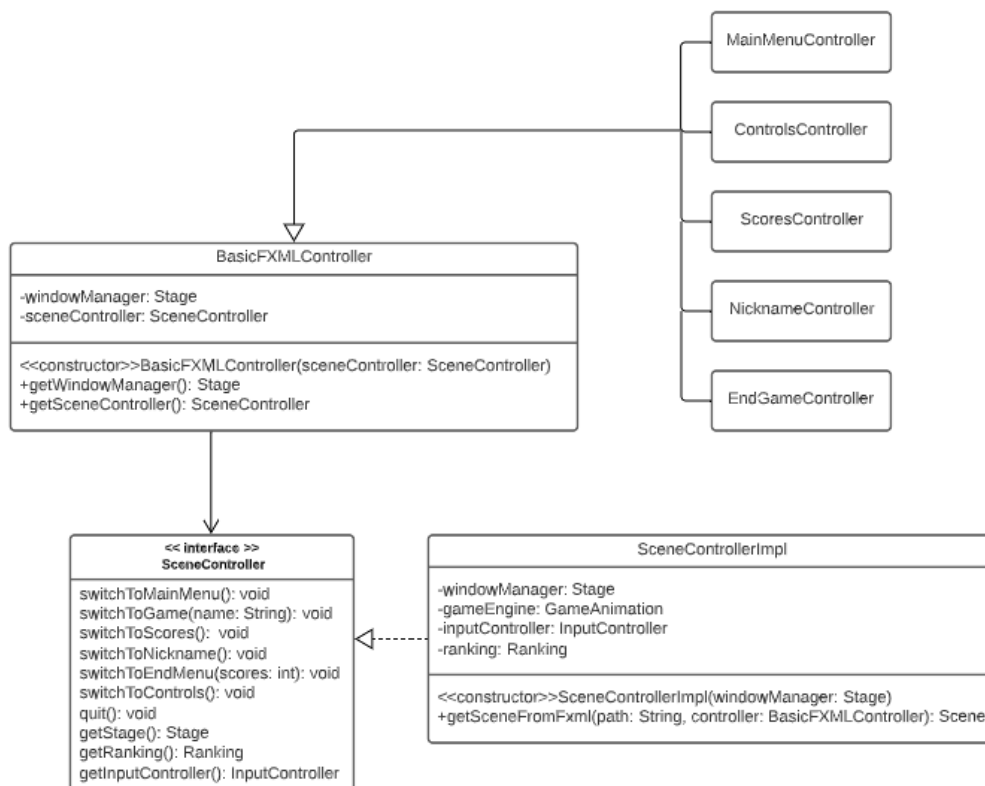 MainMenuController
ControlsController
ScoresController
NicknameController
EndGameController
BasicFXMLController
-windowManager: Stage
-sceneController: SceneController
<<constructor>>BasicFXMLController(sceneController: SceneController)
+getWindowManager(): Stage
+getSceneController(): SceneController
<< interface >>
SceneController
switchToMainMenu(): void
switchToGame(name: String): void
switchToScores(): void
switchToNickname(): void
switchToEndMenu(scores: int): void
switchToControls(): void
quit(): void
getStage(): Stage
getRanking(): Ranking
getInputController(): InputController
SceneControllerImpl
-windowManager: Stage
-gameEngine: GameAnimation
-inputController: InputController
-ranking: Ranking
<<constructor>>SceneControllerImpl(windowManager: Stage)
+getSceneFromFxml(path: String, controller: BasicFXMLController): Scene